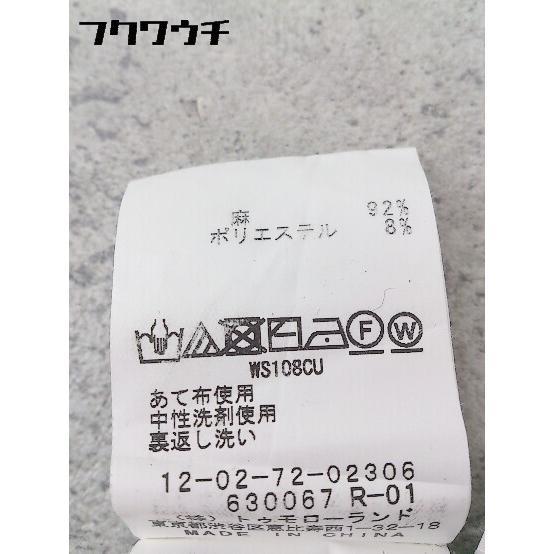 フクワウチ
麻 92%
ポリエステル 8%
F W
WS108CU
あて布使用
中性洗剤使用
裏返し洗い
12-02-72-02306
630067 R-01
(株) トゥモローランド
東京都渋谷区恵比寿西1-32-18
MADE IN CHINA